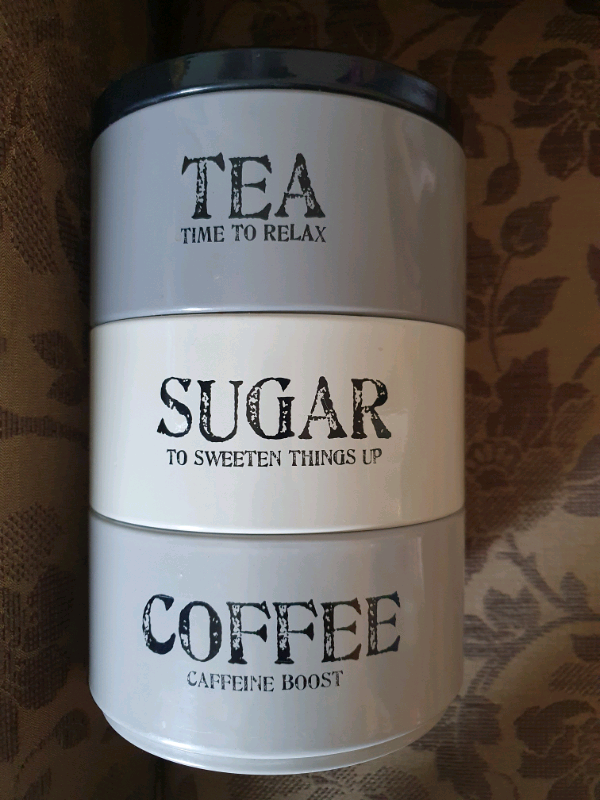 TEA
TIME TO RELAX
SUGAR
TO SWEETEN THINGS UP
COFFEE
CAFFEINE BOOST